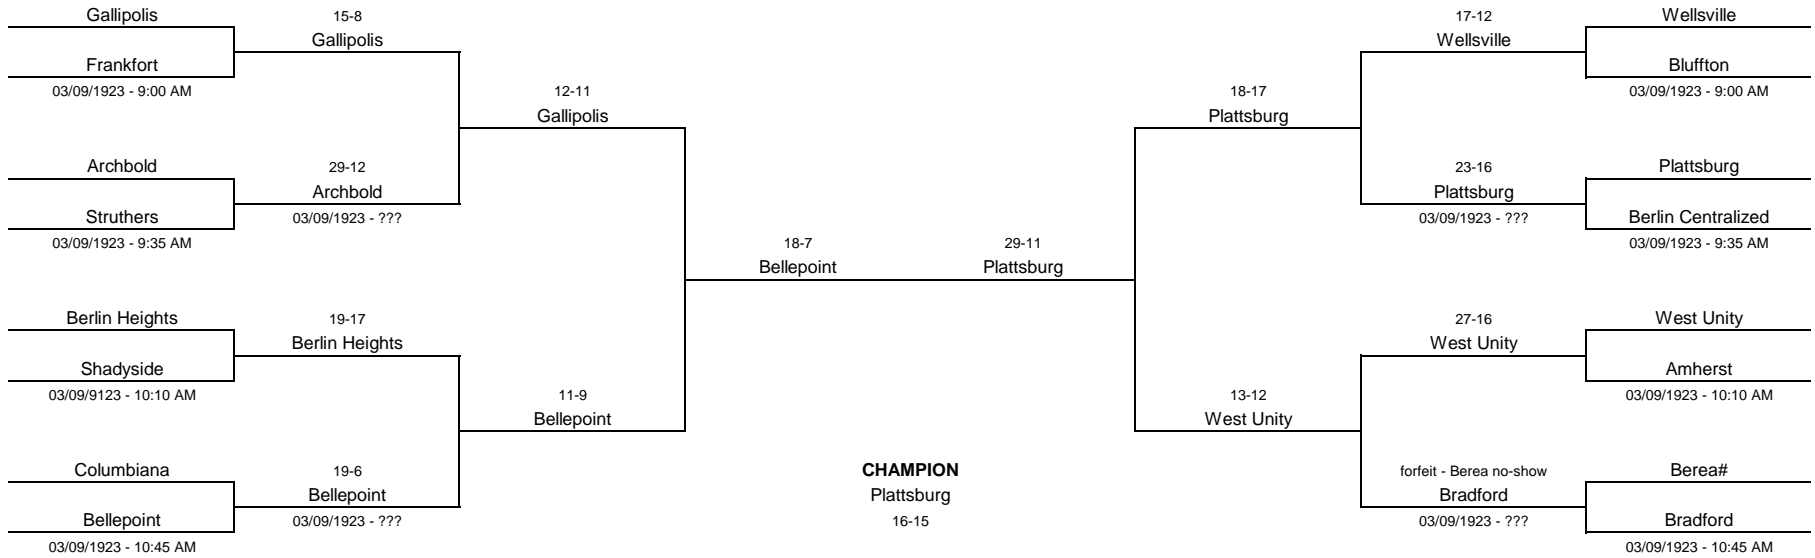 Gallipolis
15-8
17-12
Wellsville
Gallipolis
Wellsville
Frankfort
Bluffton
03/09/1923 - 9:00 AM
12-11
18-17
03/09/1923 - 9:00 AM
Gallipolis
Plattsburg
Archbold
29-12
23-16
Plattsburg
Archbold
Plattsburg
Struthers
03/09/1923 - ???
03/09/1923 - ???
Berlin Centralized
03/09/1923 - 9:35 AM
18-7
29-11
03/09/1923 - 9:35 AM
Bellepoint
Plattsburg
Berlin Heights
19-17
27-16
West Unity
Berlin Heights
West Unity
Shadyside
Amherst
03/09/9123 - 10:10 AM
11-9
13-12
03/09/1923 - 10:10 AM
Bellepoint
West Unity
Columbiana
19-6
CHAMPION
forfeit - Berea no-show
Berea#
Bellepoint
Plattsburg
Bradford
Bellepoint
03/09/1923 - ???
16-15
03/09/1923 - ???
Bradford
03/09/1923 - 10:45 AM
03/09/1923 - 10:45 AM